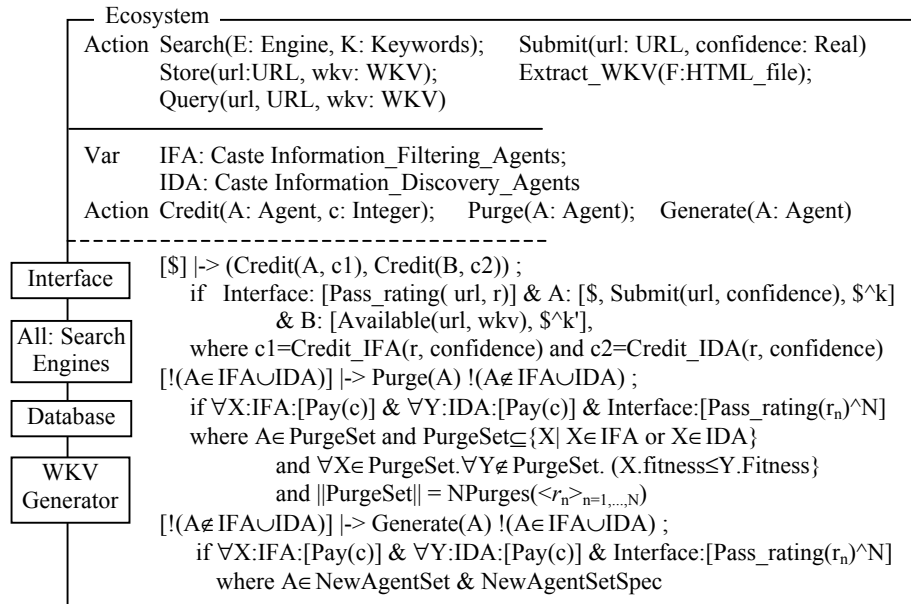 Ecosystem
Action Search(E: Engine, K: Keywords); Submit(url: URL, confidence: Real)
Store(url:URL, wkv: WKV); Extract_WKV(F:HTML_file);
Query(url, URL, wkv: WKV)
Var IFA: Caste Information_Filtering_Agents;
IDA: Caste Information_Discovery_Agents
Action Credit(A: Agent, c: Integer); Purge(A: Agent); Generate(A: Agent)
Interface
All: Search
Engines
Database
WKV
Generator
[$] |-> (Credit(A, c1), Credit(B, c2)) ;
if Interface: [Pass_rating( url, r)] & A: [$, Submit(url, confidence), $^k]
& B: [Available(url, wkv), $^k'],
where c1=Credit_IFA(r, confidence) and c2=Credit_IDA(r, confidence)
[!(A∈IFA∪IDA)] |-> Purge(A) !(A∉IFA∪IDA) ;
if ∀X:IFA:[Pay(c)] & ∀Y:IDA:[Pay(c)] & Interface:[Pass_rating(rn)^N]
where A∈PurgeSet and PurgeSet⊆{X| X∈IFA or X∈IDA}
and ∀X∈PurgeSet.∀Y∉PurgeSet. (X.fitness≤Y.Fitness}
and ||PurgeSet|| = NPurges(<rn>n=1,...,N)
[!(A∉IFA∪IDA)] |-> Generate(A) !(A∈IFA∪IDA) ;
if ∀X:IFA:[Pay(c)] & ∀Y:IDA:[Pay(c)] & Interface:[Pass_rating(rn)^N]
where A∈NewAgentSet & NewAgentSetSpec